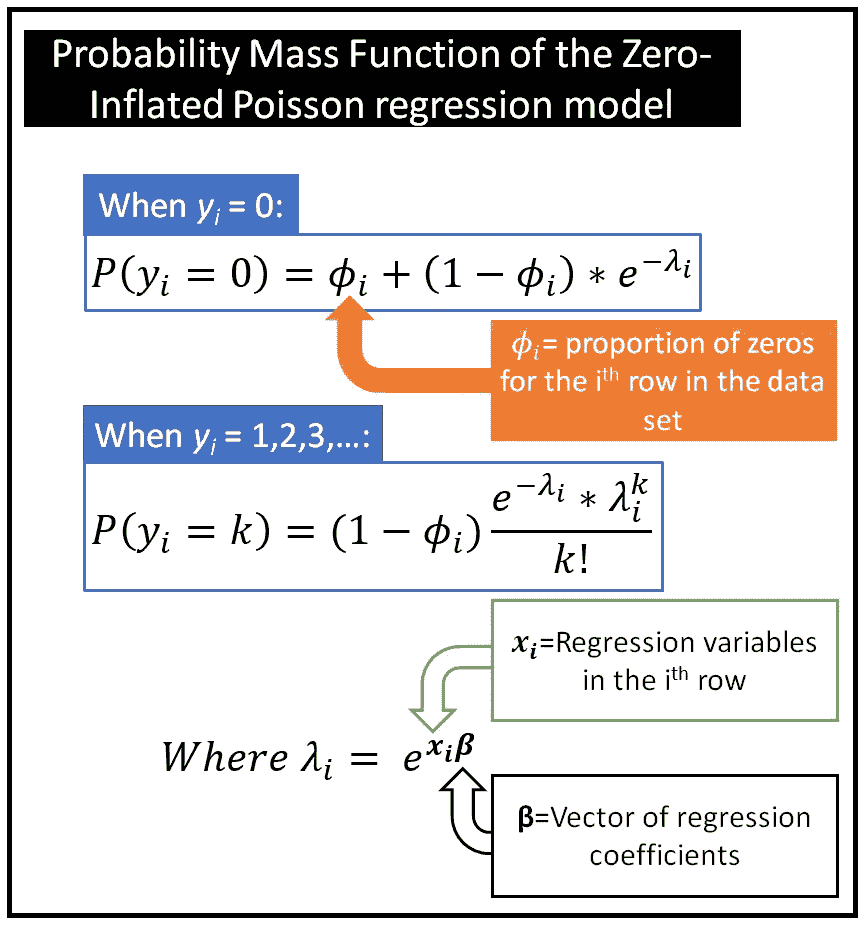 Probability Mass Function of the Zero-
Inflated Poisson regression model
When yᵢ = 0:
P(yᵢ = 0) = ϕᵢ + (1 − ϕᵢ) * e^{−λᵢ}
ϕᵢ= proportion of zeros
for the iᵗʰ row in the data
set
When yᵢ = 1,2,3,…:
P(yᵢ = k) = (1 − ϕᵢ) \frac{e^{−λᵢ} * λᵢ^k}{k!}
xᵢ=Regression variables
in the iᵗʰ row
Where λᵢ = e^{xᵢβ}
β=Vector of regression
coefficients